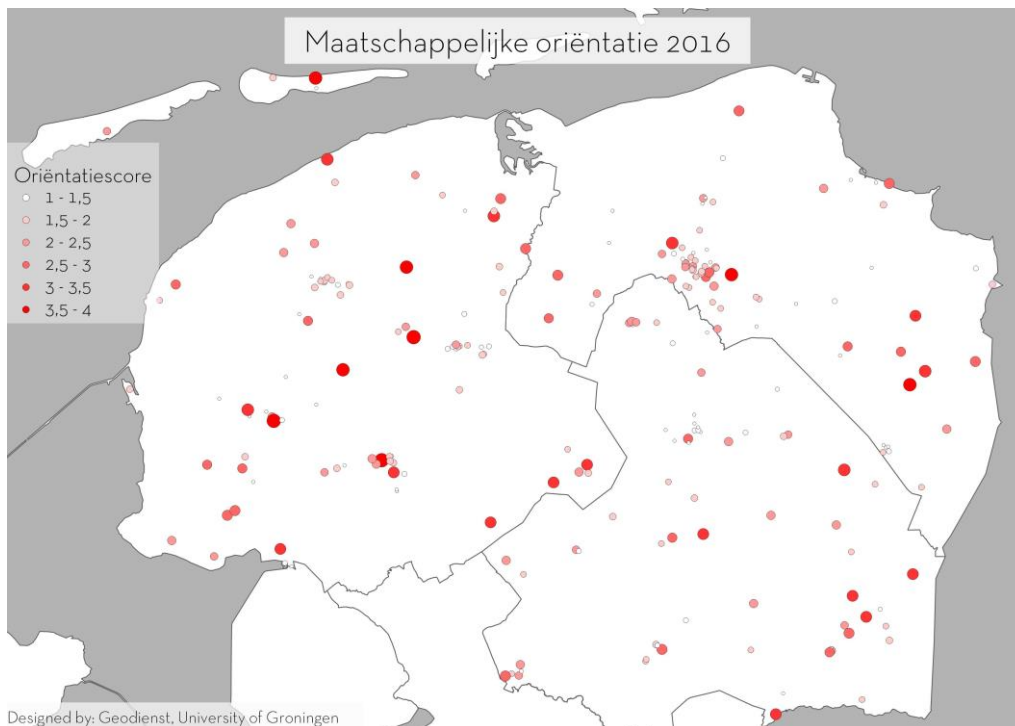 Maatschappelijke oriëntatie 2016
Oriëntatiescore
1 - 1,5
1,5 - 2
2 - 2,5
2,5 - 3
3 - 3,5
3,5 - 4
Designed by: Geodienst, University of Groningen